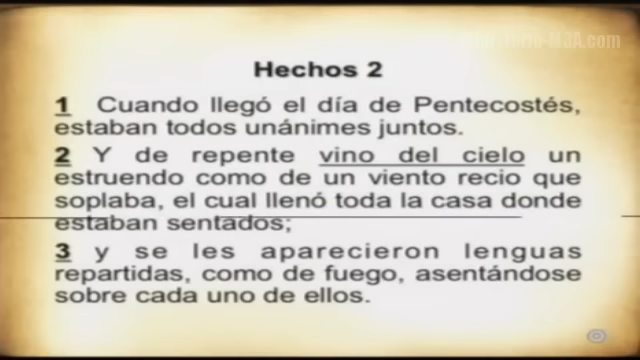 Hechos 2
1 Cuando llegó el día de Pentecostés,
estaban todos unánimes juntos.
2 Y de repente vino del cielo un
estruendo como de un viento recio que
soplaba, el cual llenó toda la casa donde
estaban sentados;
3 y se les aparecieron lenguas
repartidas, como de fuego, asentándose
sobre cada uno de ellos.